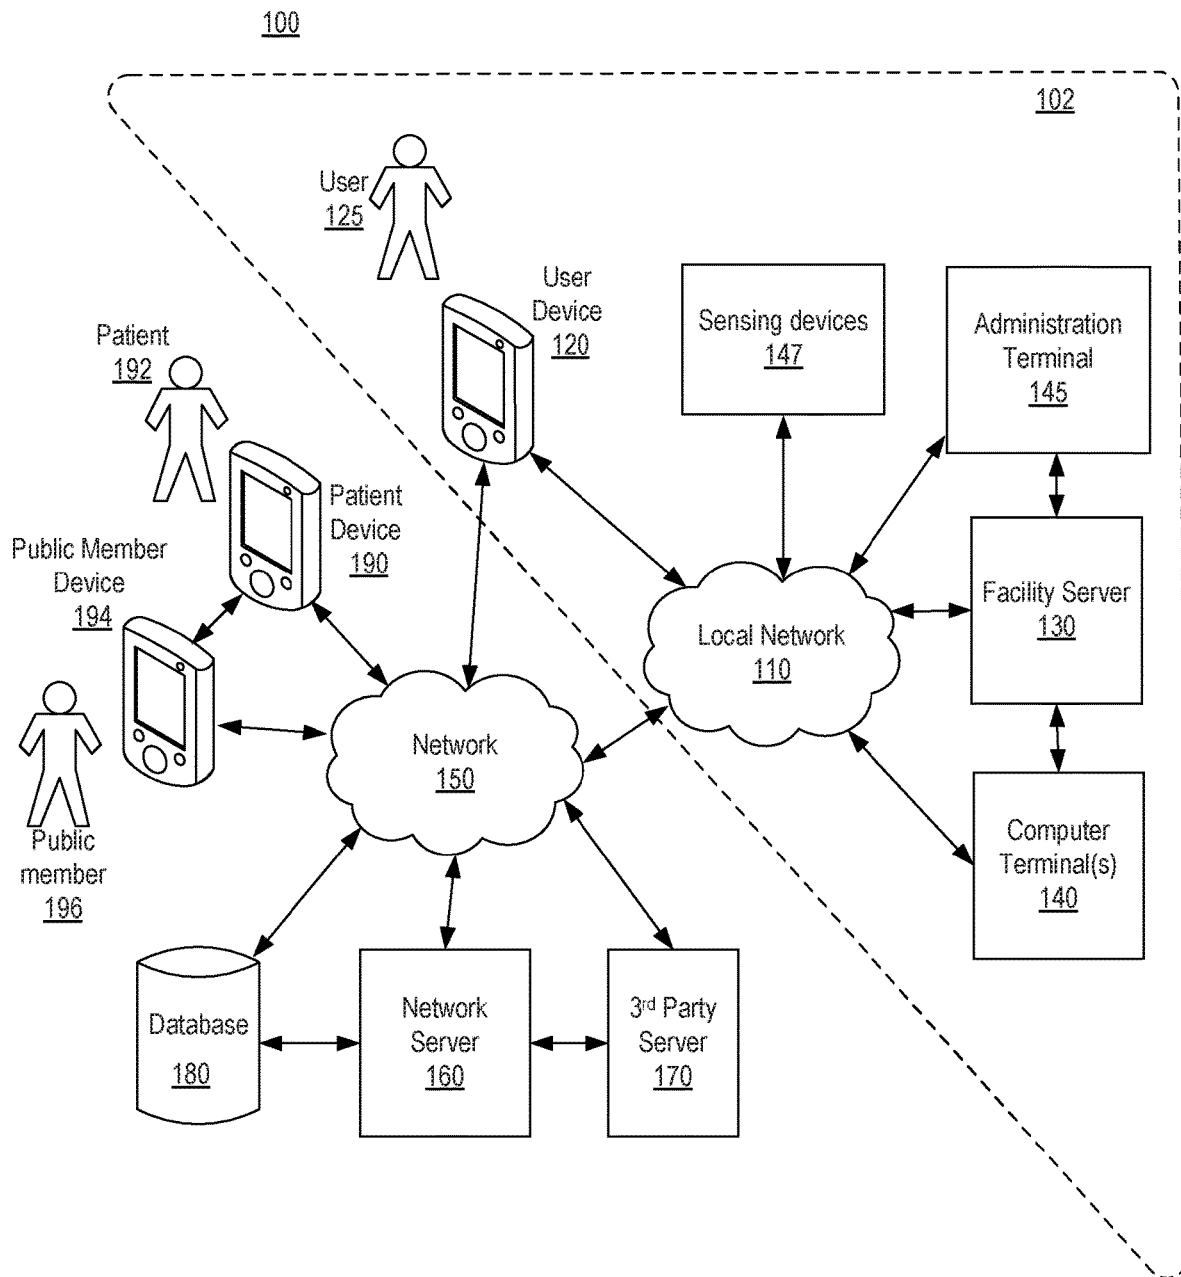 100
102
User
125
User
Device
120
Sensing devices
147
Administration
Terminal
145
Patient
192
Patient
Device
190
Public Member
Device
194
Facility Server
130
Local Network
110
Network
150
Public
member
196
Computer
Terminal(s)
140
Database
180
Network
Server
160
3rd Party
Server
170